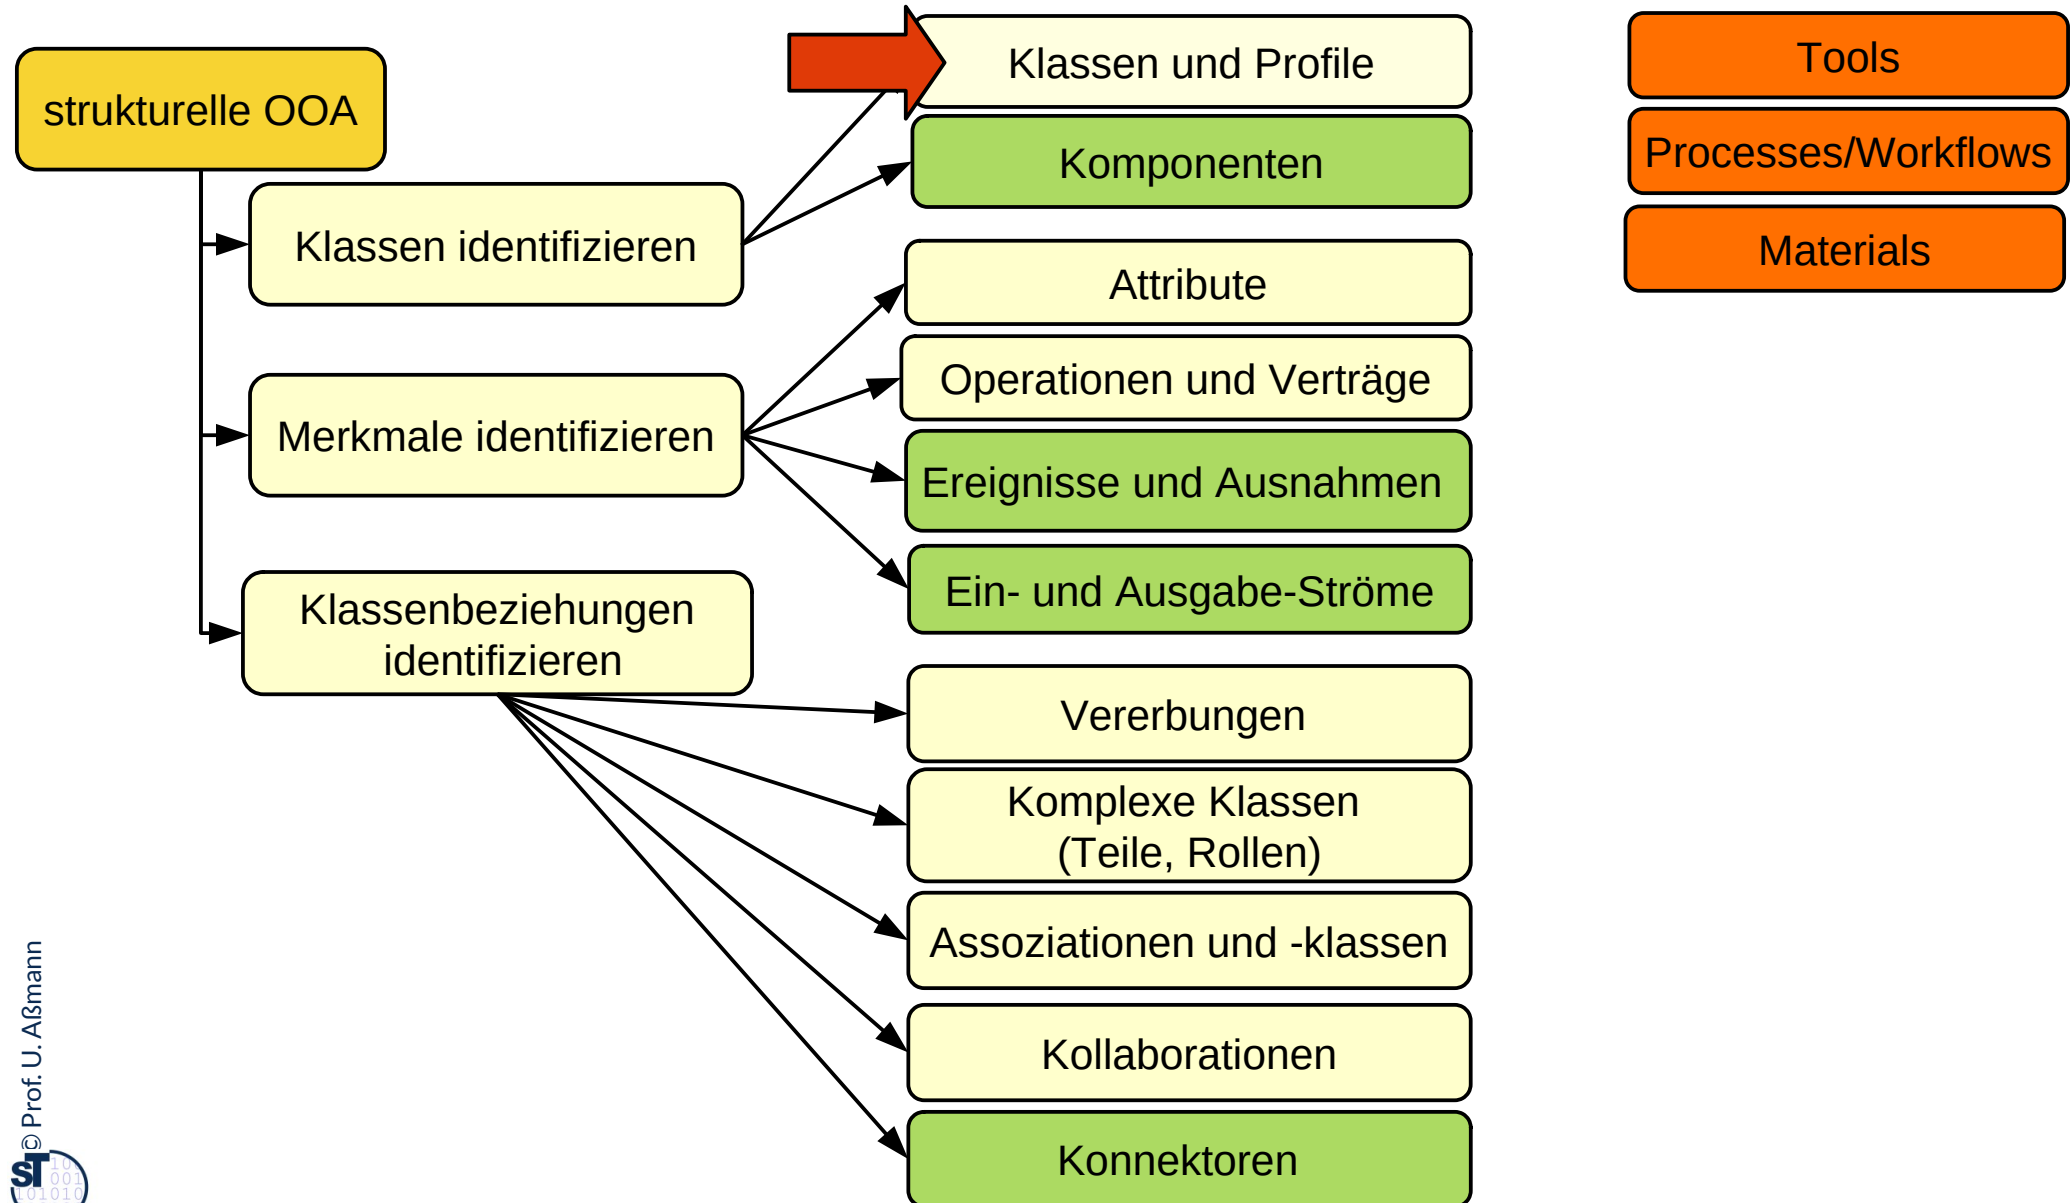 strukturelle OOA
Klassen identifizieren
Merkmale identifizieren
Klassenbeziehungen
identifizieren
Klassen und Profile
Komponenten
Attribute
Operationen und Verträge
Ereignisse und Ausnahmen
Ein- und Ausgabe-Ströme
Vererbungen
Komplexe Klassen
(Teile, Rollen)
Assoziationen und -klassen
Kollaborationen
Konnektoren
Tools
Processes/Workflows
Materials
© Prof. U. Aßmann
ST
001
101010